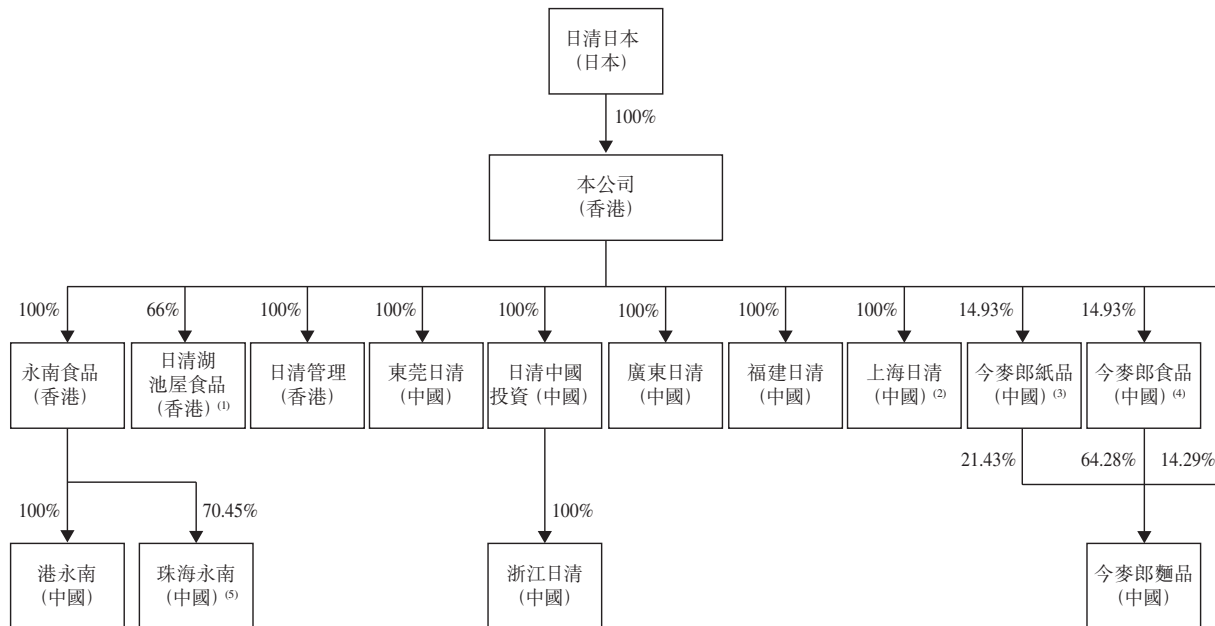 日清日本
(日本)
100%
本公司
(香港)
100%
66%
100%
100%
100%
100%
100%
100%
14.93%
14.93%
永南食品
(香港)
日清湖
池屋食品
(香港) (1)
日清管理
(香港)
東莞日清
(中國)
日清中國
投資 (中國)
廣東日清
(中國)
福建日清
(中國)
上海日清
(中國) (2)
今麥郎紙品
(中國) (3)
今麥郎食品
(中國) (4)
21.43%
64.28%
14.29%
100%
70.45%
100%
港永南
(中國)
珠海永南
(中國) (5)
浙江日清
(中國)
今麥郎麵品
(中國)